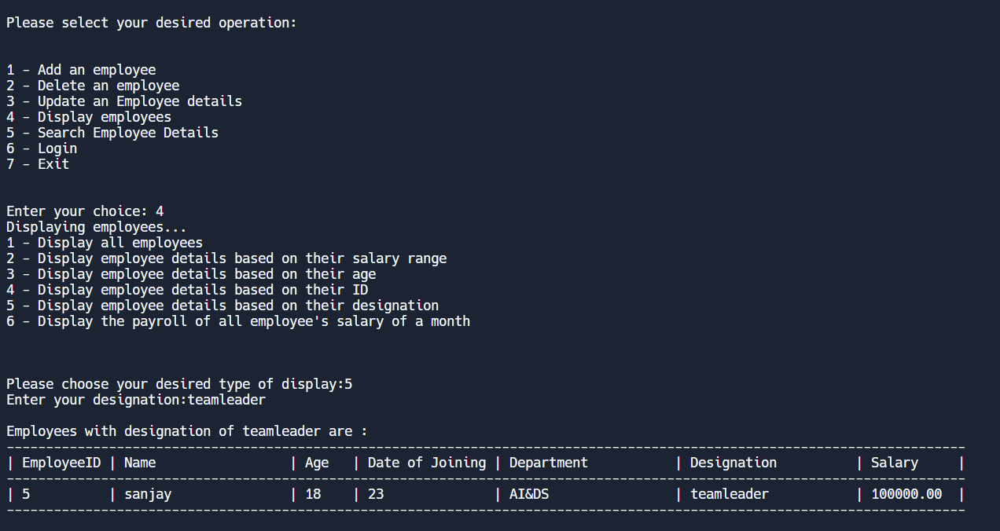 Please select your desired operation:
1 - Add an employee
2 - Delete an employee
3 - Update an Employee details
4 - Display employees
5 - Search Employee Details
6 - Login
7 - Exit
Enter your choice: 4
Displaying employees...
1 - Display all employees
2 - Display employee details based on their salary range
3 - Display employee details based on their age
4 - Display employee details based on their ID
5 - Display employee details based on their designation
6 - Display the payroll of all employee's salary of a month
Please choose your desired type of display:5
Enter your designation:teamleader
Employees with designation of teamleader are :
--------------------------------------------------------------------------------------------------------------------------
| EmployeeID | Name                 | Age   | Date of Joining | Department           | Designation          | Salary     |
--------------------------------------------------------------------------------------------------------------------------
| 5          | sanjay               | 18    | 23              | AI&DS                | teamleader           | 100000.00  |
--------------------------------------------------------------------------------------------------------------------------